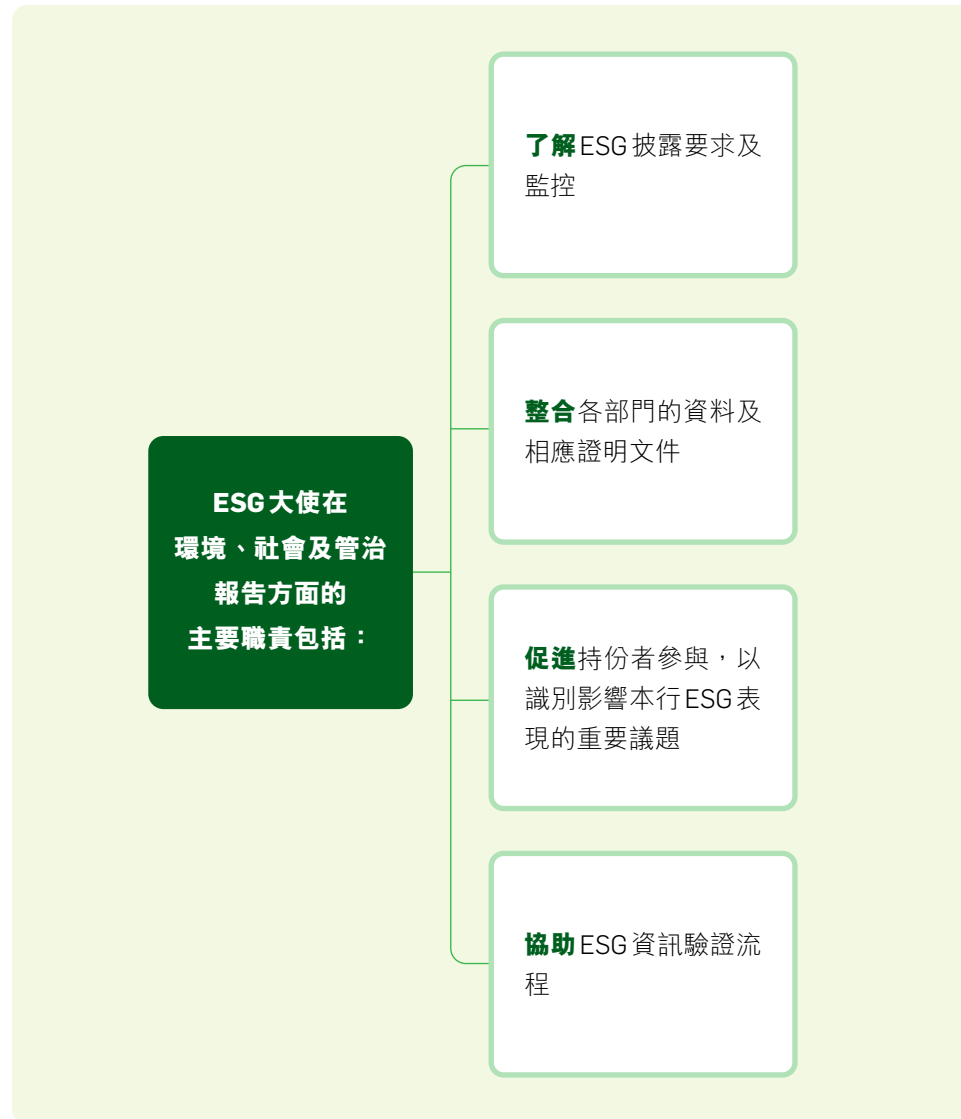 了解ESG披露要求及
監控
整合各部門的資料及
相應證明文件
ESG大使在
環境、社會及管治
報告方面的
主要職責包括：
促進持份者參與，以
識別影響本行ESG表
現的重要議題
協助ESG資訊驗證流
程